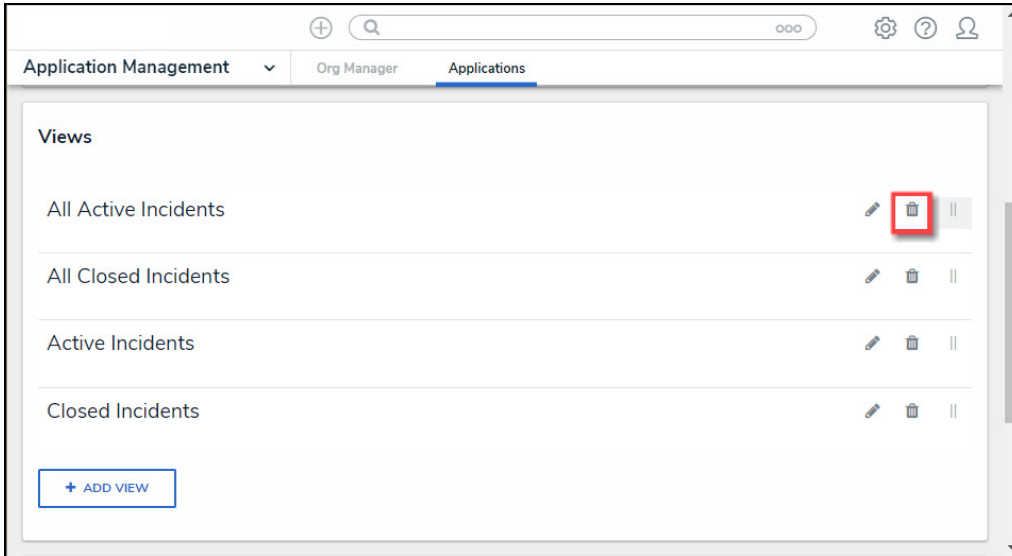 Application Management
Org Manager
Applications
Views
All Active Incidents
All Closed Incidents
Active Incidents
Closed Incidents
+ ADD VIEW